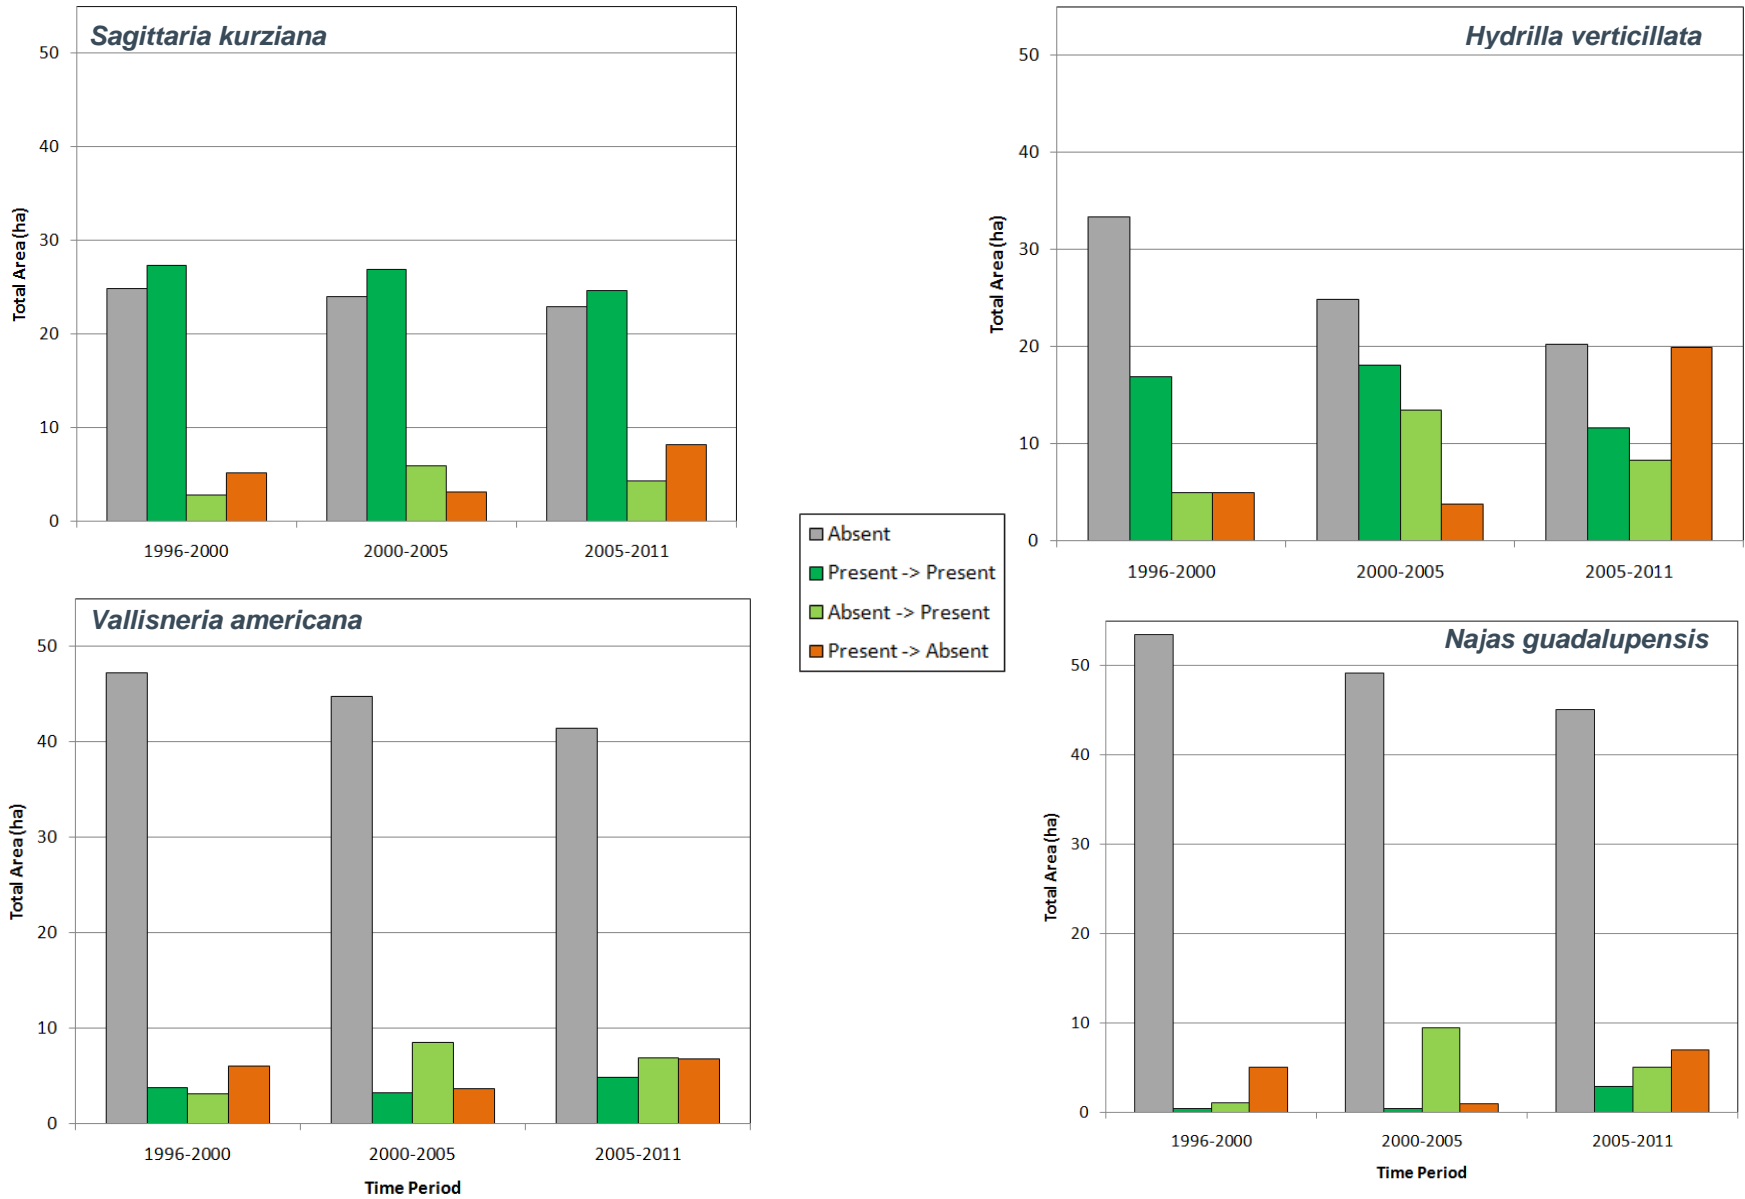 Sagittaria kurziana
50
40
30
20
10
0
Total Area (ha)
1996-2000
2000-2005
2005-2011
Hydrilla verticillata
50
40
30
20
10
0
Total Area (ha)
1996-2000
2000-2005
2005-2011
Absent
Present -> Present
Absent -> Present
Present -> Absent
Vallisneria americana
50
40
30
20
10
0
Total Area (ha)
1996-2000
2000-2005
2005-2011
Time Period
Najas guadalupensis
50
40
30
20
10
0
Total Area (ha)
1996-2000
2000-2005
2005-2011
Time Period